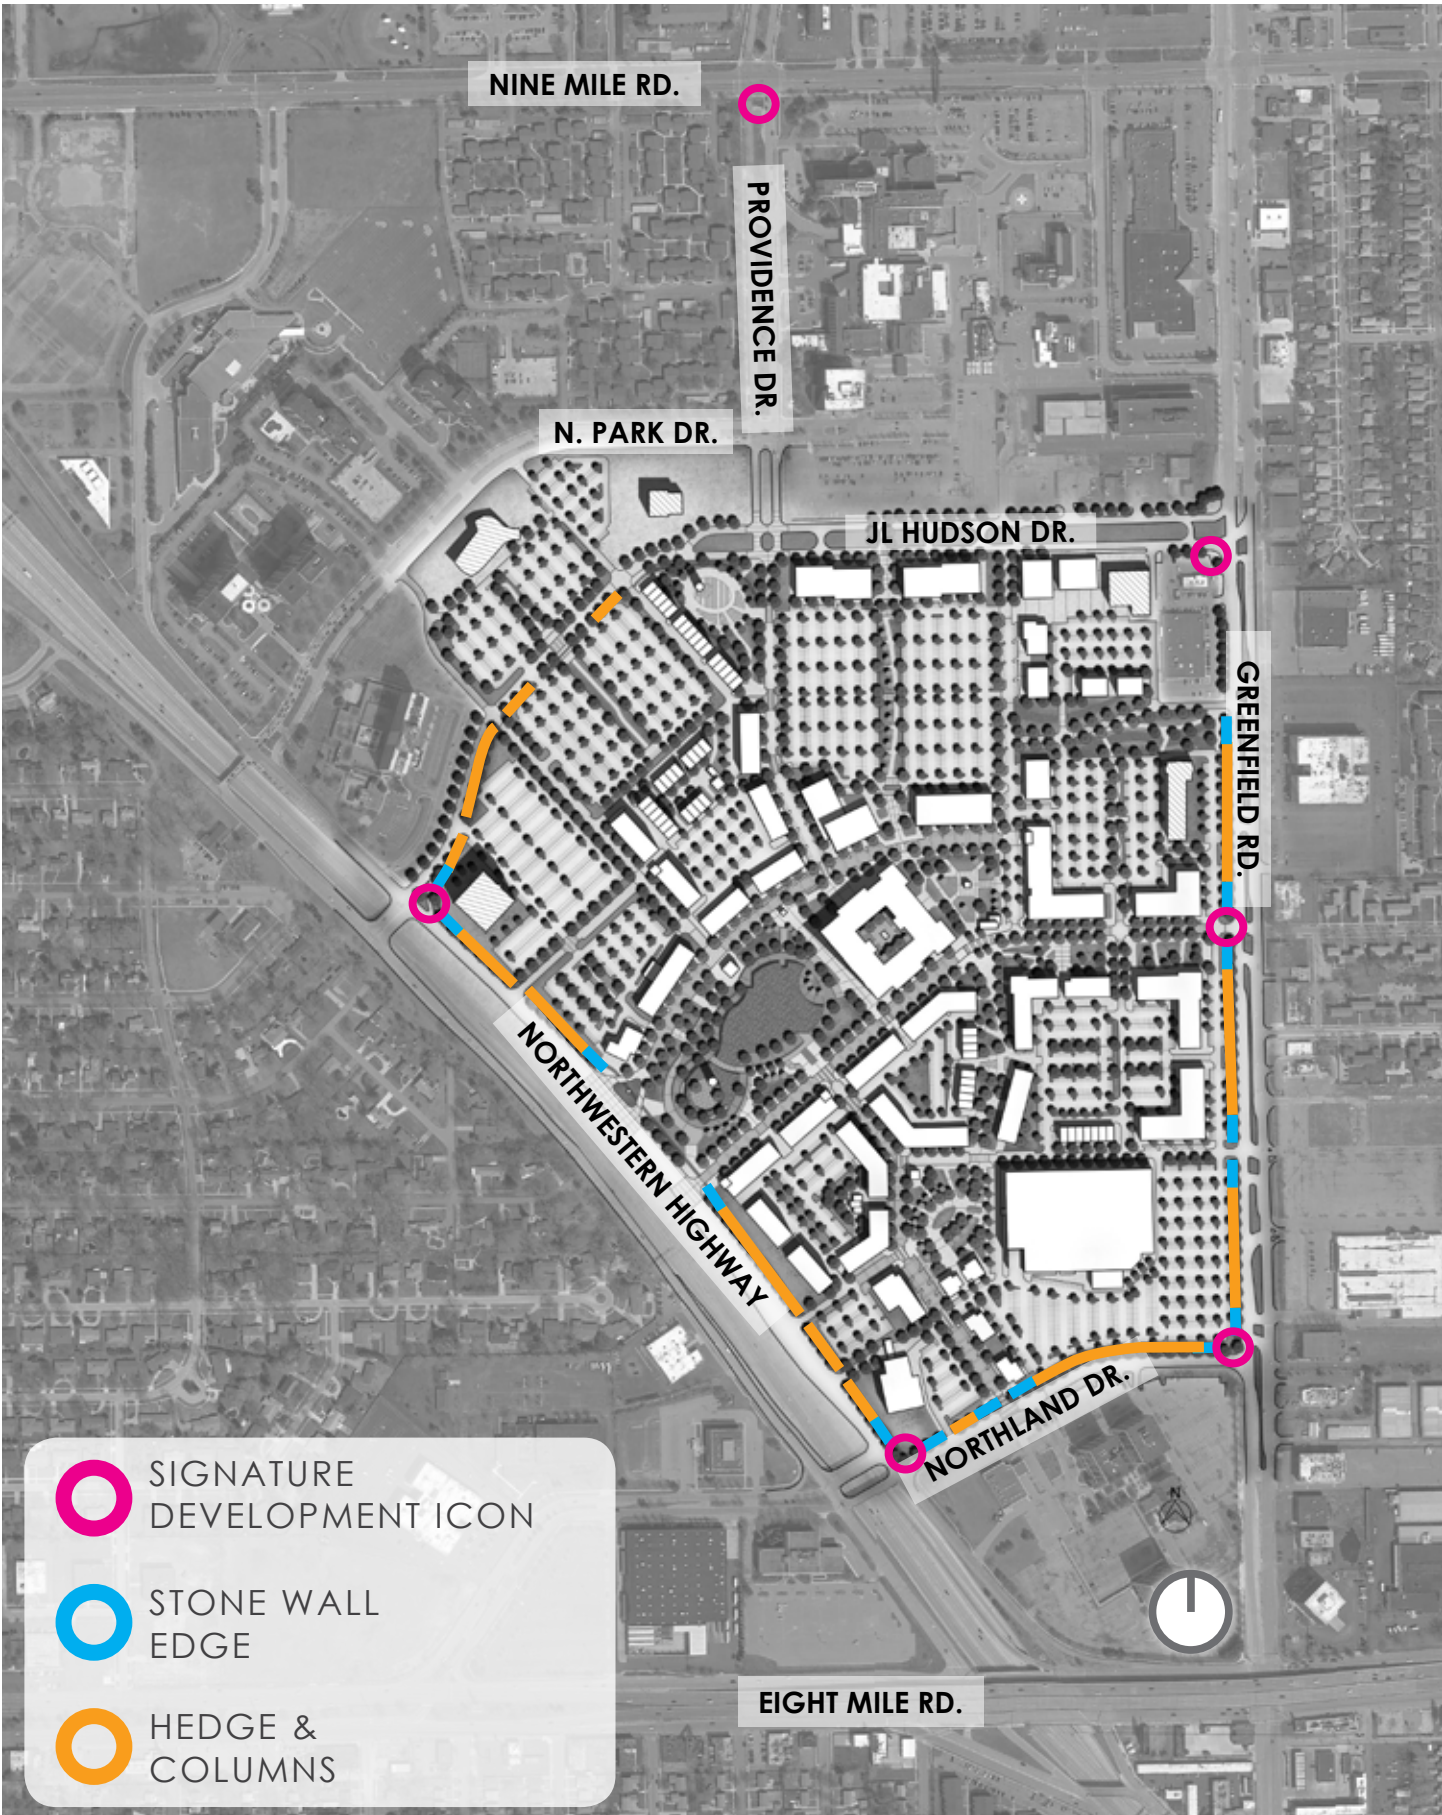 NINE MILE RD.
PROVIDENCE DR.
N. PARK DR.
JL HUDSON DR.
GREENFIELD RD.
NORTHWESTERN HIGHWAY
NORTHLAND DR.
N
SIGNATURE
DEVELOPMENT ICON
STONE WALL
EDGE
HEDGE &
COLUMNS
EIGHT MILE RD.